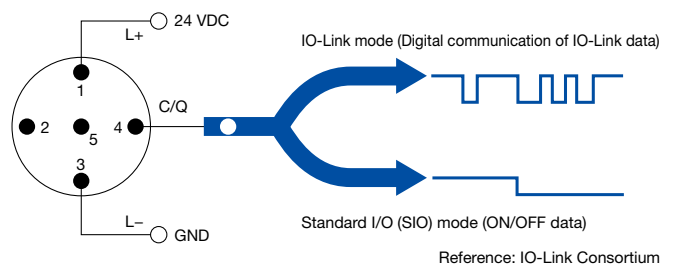 24 VDC
L+
IO-Link mode (Digital communication of IO-Link data)
1
C/Q
2
5
4
3
L−
GND
Standard I/O (SIO) mode (ON/OFF data)
Reference: IO-Link Consortium